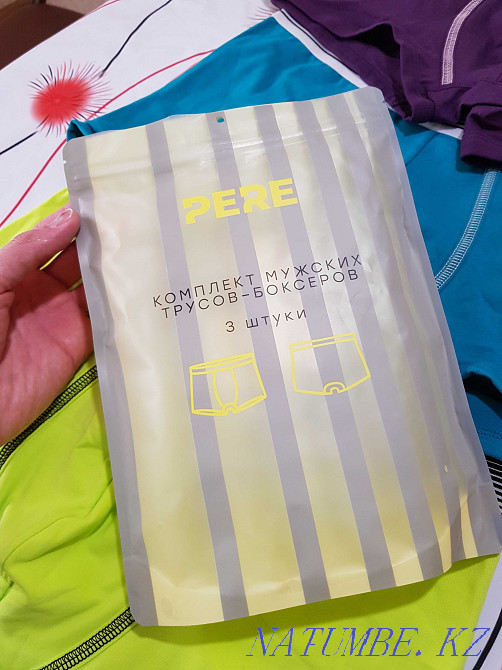 PERE
КОМПЛЕКТ МУЖСКИХ
ТРУСОВ-БОКСЕРОВ
3 ШТУКИ
NATUMBE. KZ